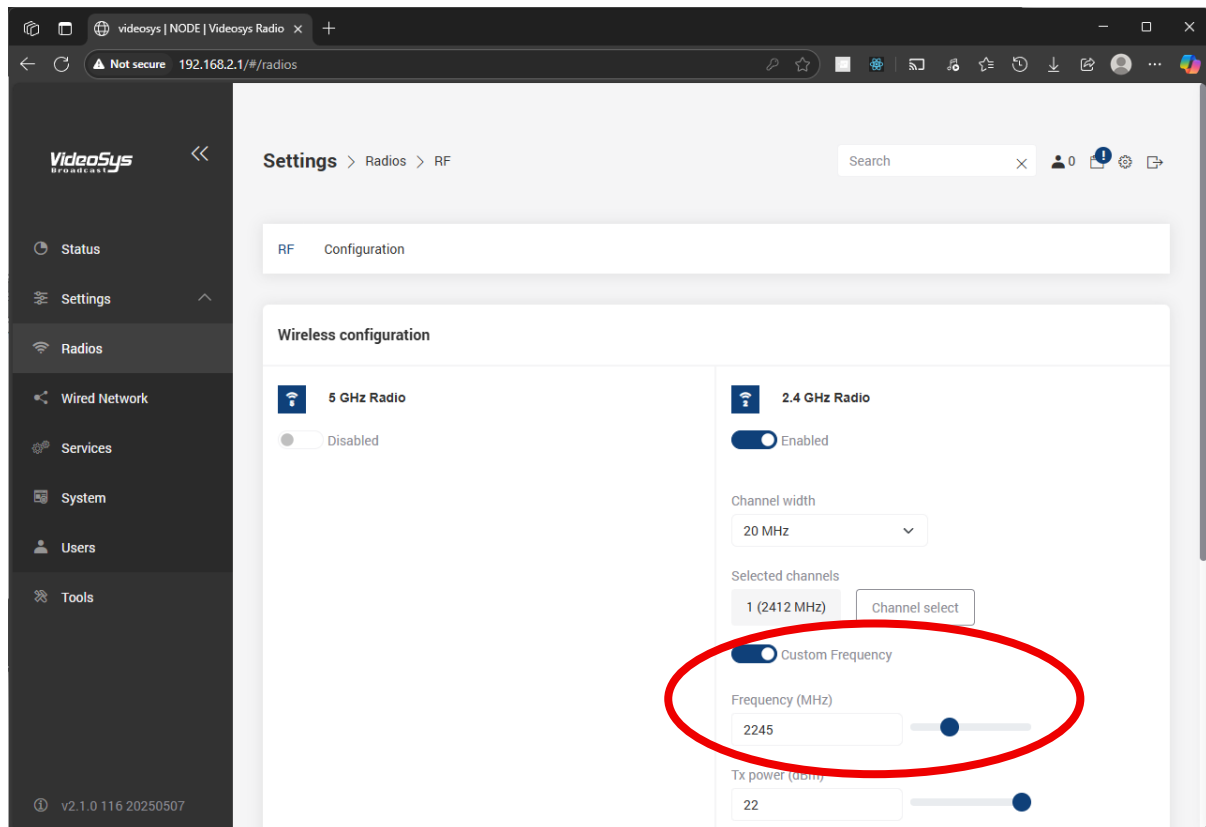 videosys | NODE | Videosys Radio
Not secure 192.168.2.1/#/radios
VideoSys
Broadcast
Settings > Radios > RF
Search
0
!
Status
Settings
Radios
Wired Network
Services
System
Users
Tools
v2.1.0 116 20250507
RF Configuration
Wireless configuration
5
5 GHz Radio
Disabled
2
2.4 GHz Radio
Enabled
Channel width
20 MHz
Selected channels
1 (2412 MHz) Channel select
Custom Frequency
Frequency (MHz)
2245
Tx power (dBm)
22